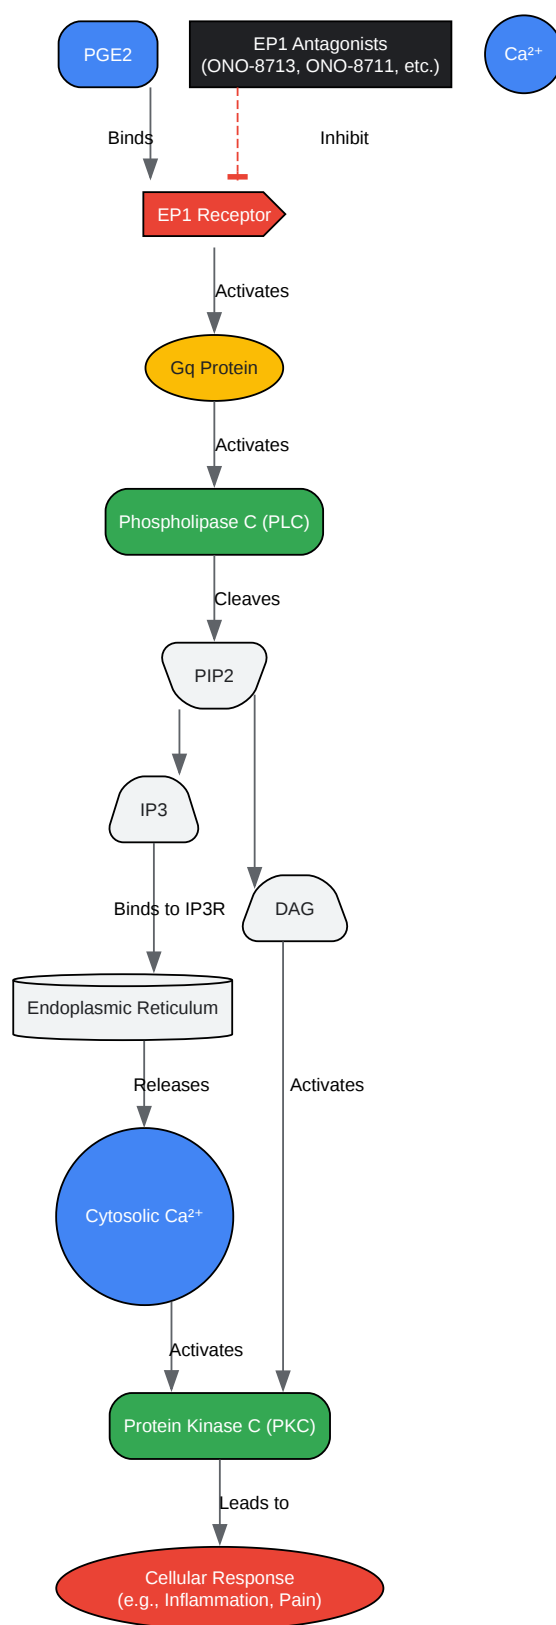 PGE2
EP1 Antagonists
(ONO-8713, ONO-8711, etc.)
Ca²⁺
Binds
Inhibit
EP1 Receptor
Activates
Gq Protein
Activates
Phospholipase C (PLC)
Cleaves
PIP2
IP3
Binds to IP3R
DAG
Endoplasmic Reticulum
Releases
Activates
Cytosolic Ca²⁺
Activates
Protein Kinase C (PKC)
Leads to
Cellular Response
(e.g., Inflammation, Pain)